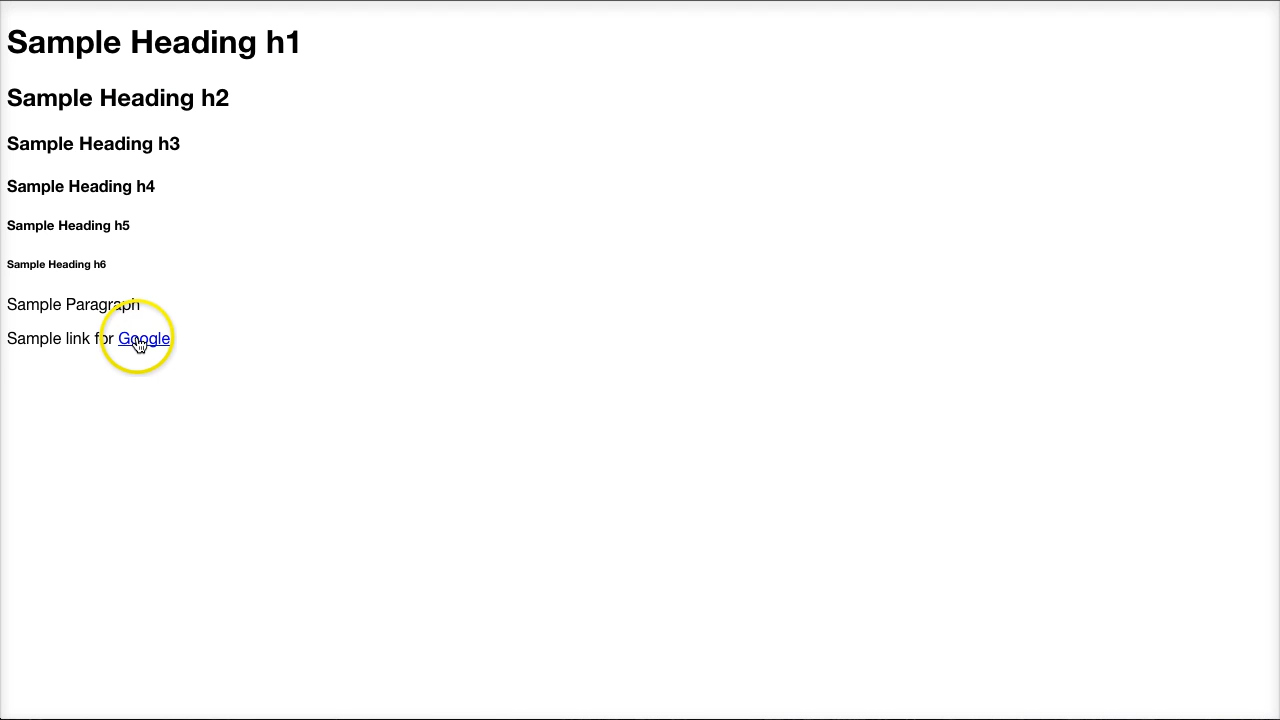 Sample Heading h1
Sample Heading h2
Sample Heading h3
Sample Heading h4
Sample Heading h5
Sample Heading h6
Sample Paragraph
Sample link for Google